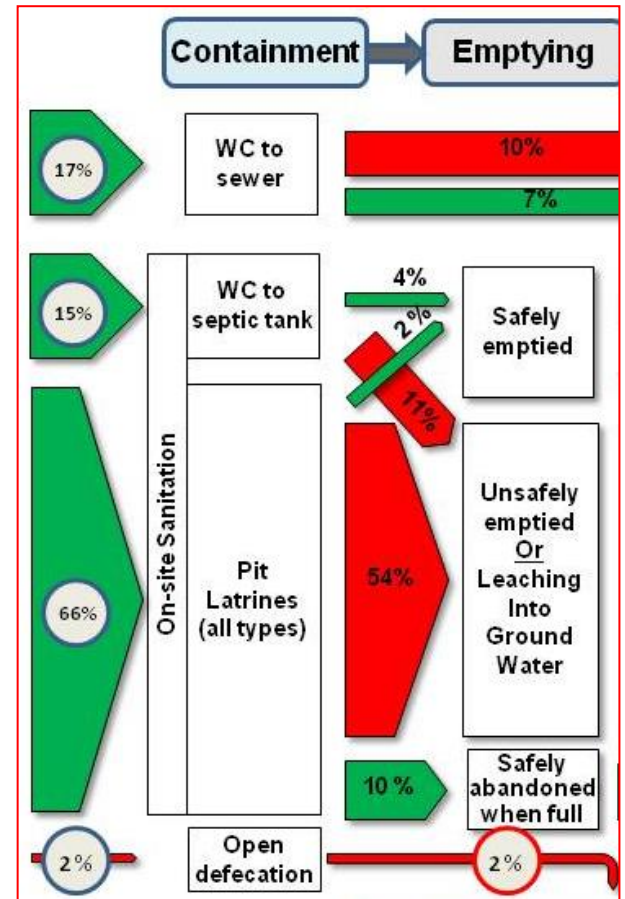 Containment
Emptying
17%
WC to
sewer
10%
7%
15%
On-site Sanitation
WC to
septic tank
4%
2%
11%
Safely
emptied
66%
Pit
Latrines
(all types)
54%
Unsafely
emptied
Or
Leaching
Into
Ground
Water
10%
Safely
abandoned
when full
2%
Open
defecation
2%